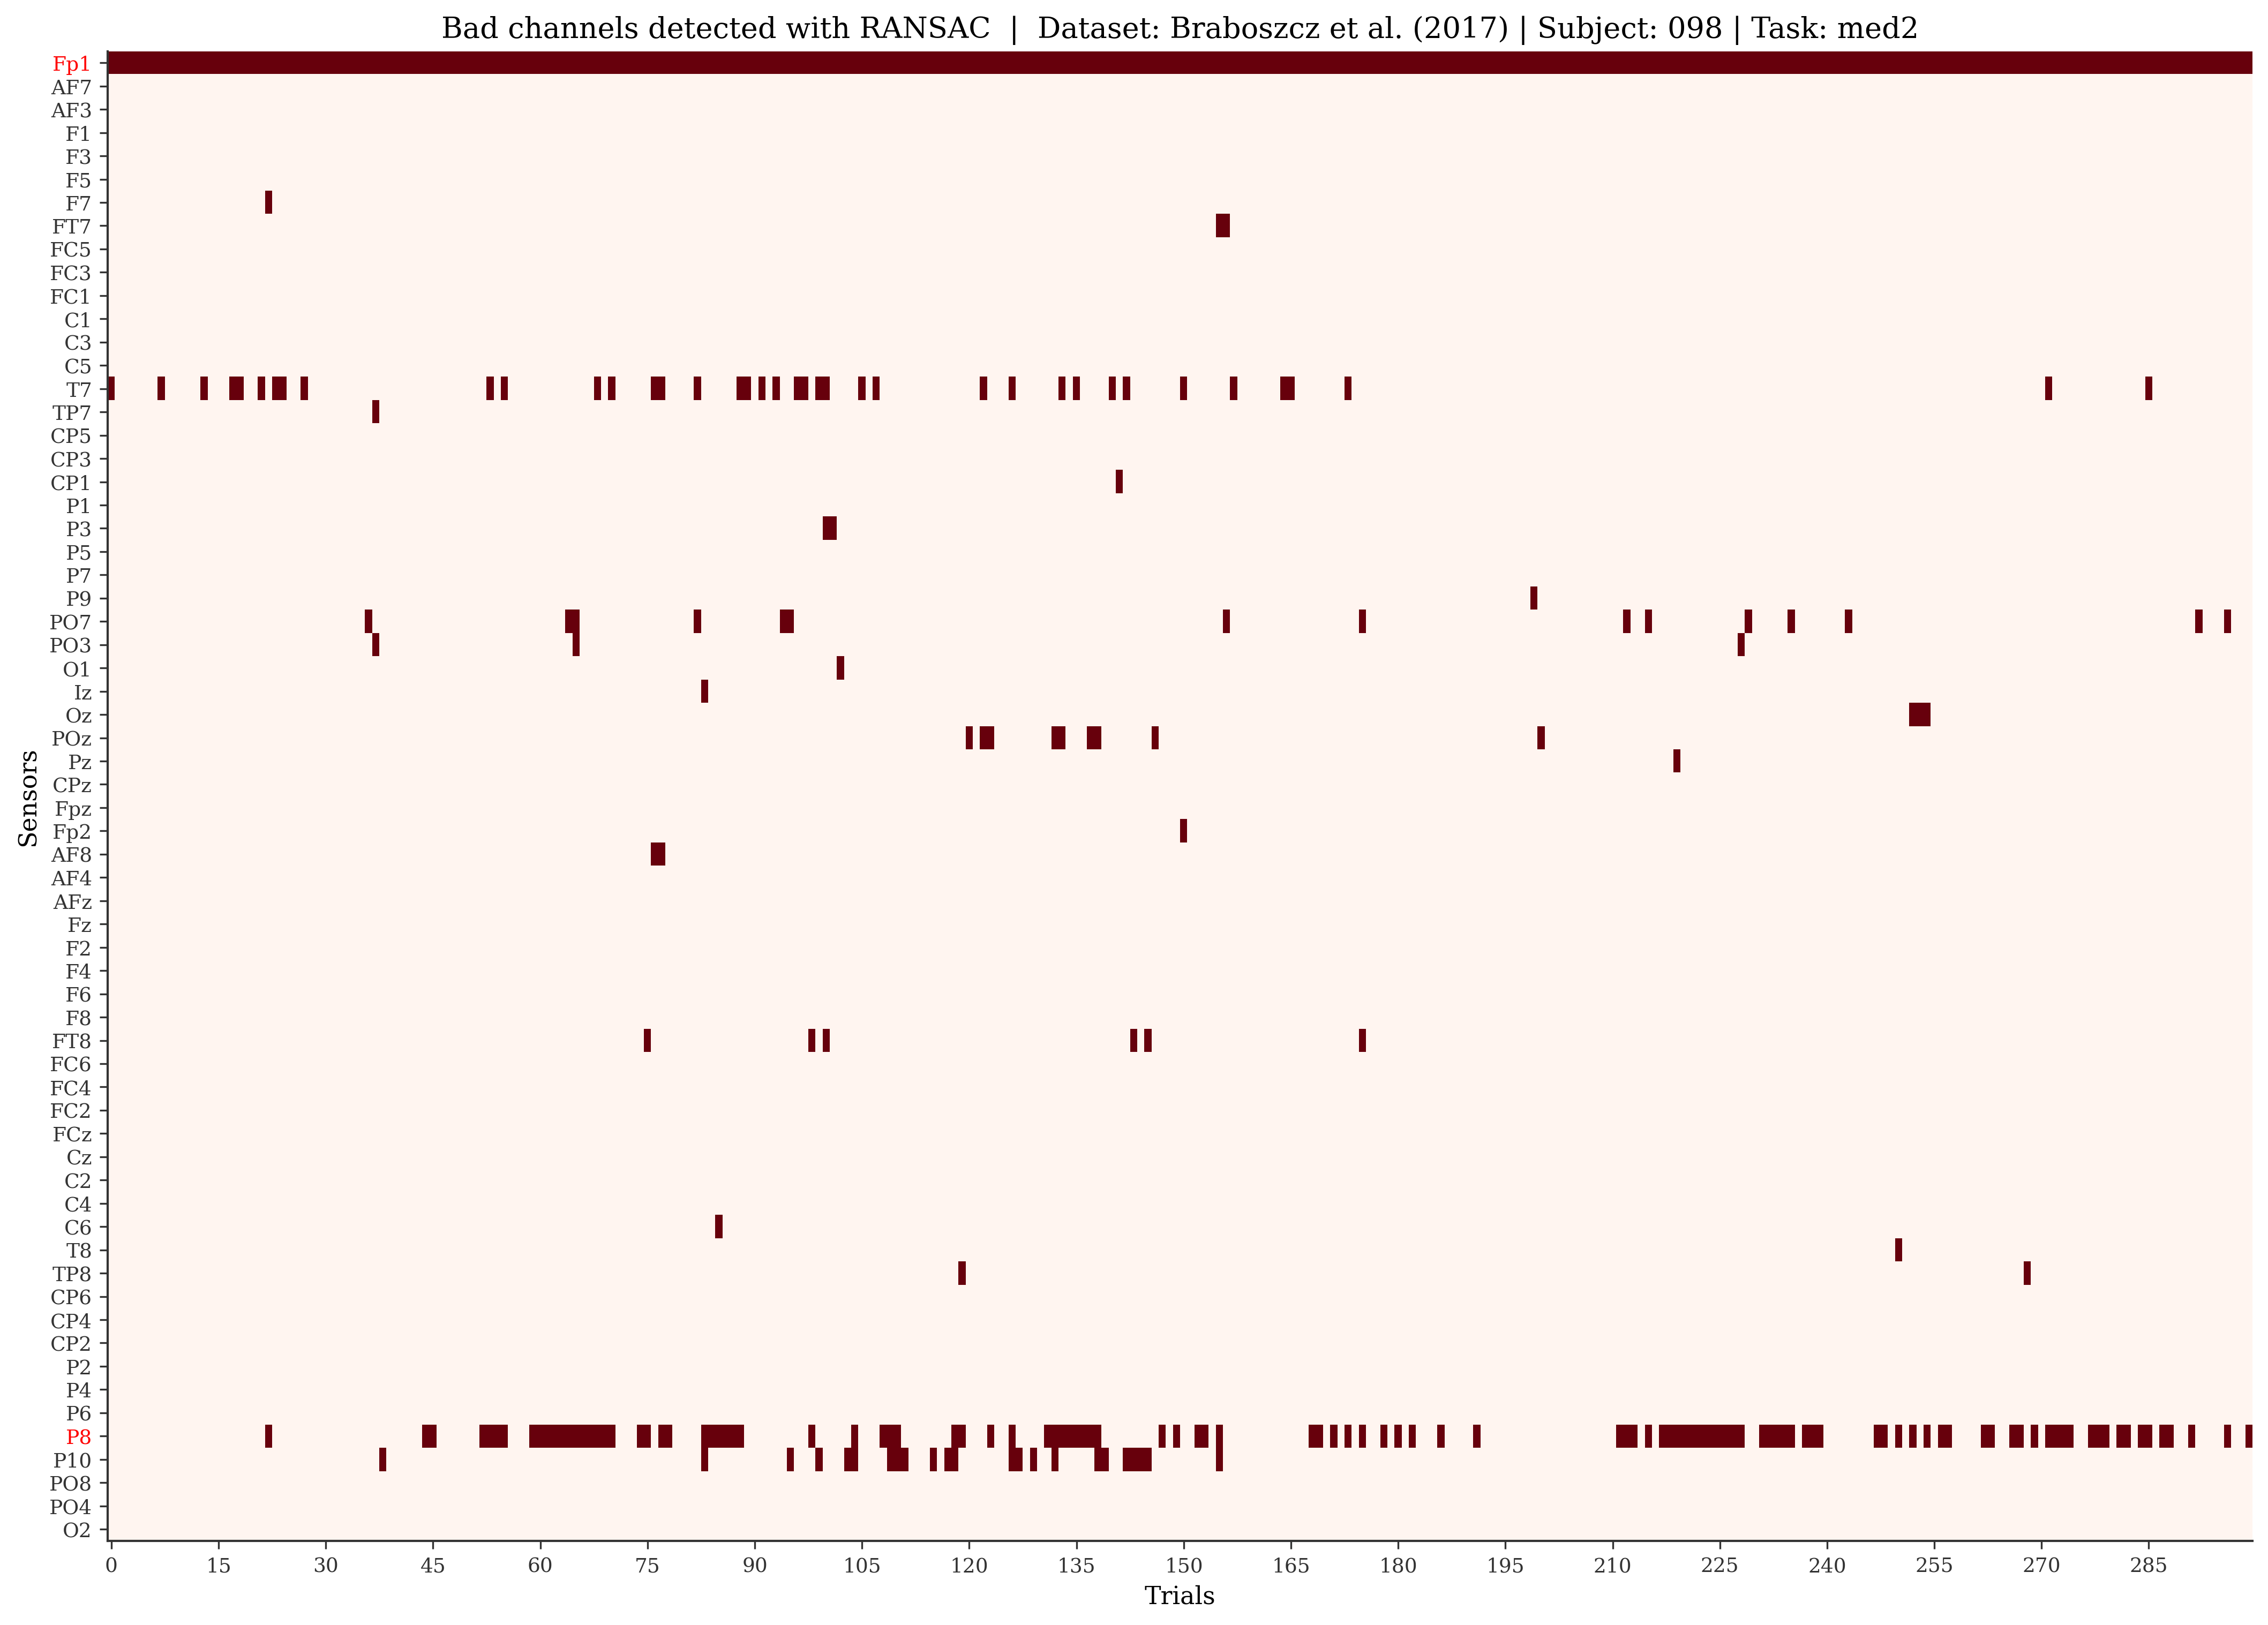 Bad channels detected with RANSAC | Dataset: Braboszcz et al. (2017) | Subject: 098 | Task: med2
Sensors
Fp1
AF7
AF3
F1
F3
F5
F7
FT7
FC5
FC3
FC1
C1
C3
C5
T7
TP7
CP5
CP3
CP1
P1
P3
P5
P7
P9
PO7
PO3
O1
Iz
Oz
POz
Pz
CPz
Fpz
Fp2
AF8
AF4
AFz
Fz
F2
F4
F6
F8
FT8
FC6
FC4
FC2
FCz
Cz
C2
C4
C6
T8
TP8
CP6
CP4
CP2
P2
P4
P6
P8
P10
PO8
PO4
O2
0 15 30 45 60 75 90 105 120 135 150 165 180 195 210 225 240 255 270 285
Trials